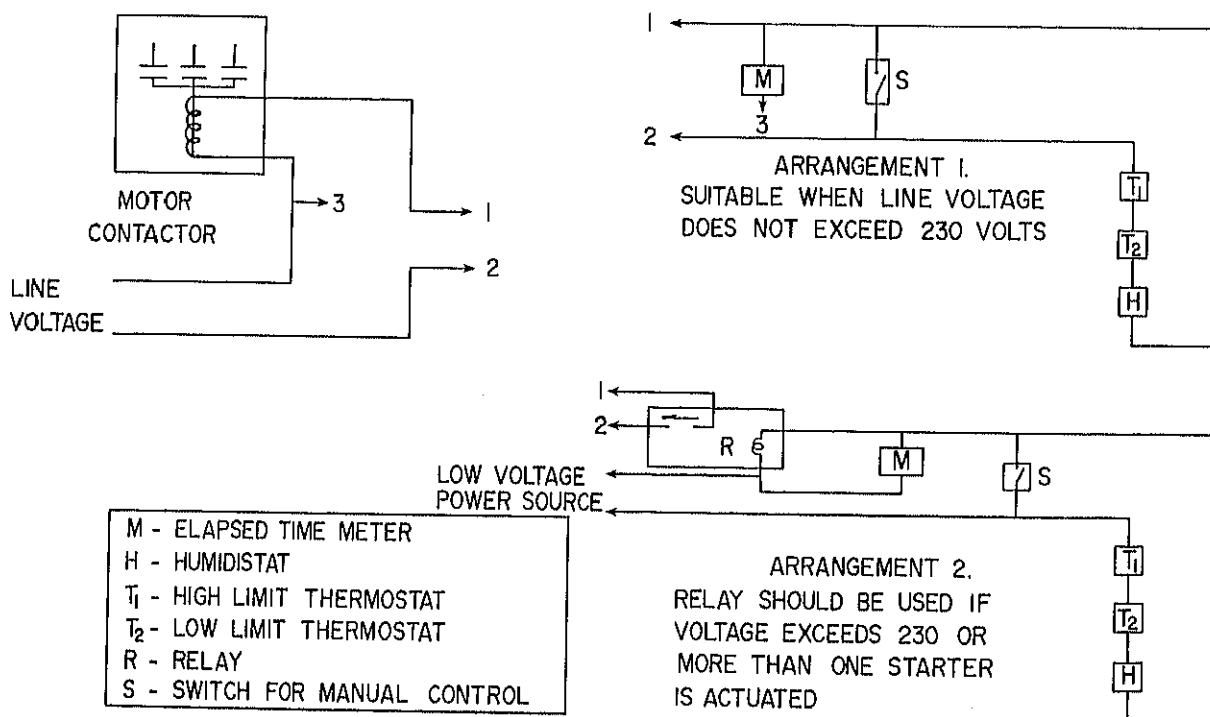 MOTOR
CONTACTOR
3
1
2
LINE
VOLTAGE
1
M
S
3
2
ARRANGEMENT 1.
SUITABLE WHEN LINE VOLTAGE
DOES NOT EXCEED 230 VOLTS
T1
T2
H
1
2
R
M
S
LOW VOLTAGE
POWER SOURCE
M - ELAPSED TIME METER
H - HUMIDISTAT
T1 - HIGH LIMIT THERMOSTAT
T2 - LOW LIMIT THERMOSTAT
R - RELAY
S - SWITCH FOR MANUAL CONTROL
ARRANGEMENT 2.
RELAY SHOULD BE USED IF
VOLTAGE EXCEEDS 230 OR
MORE THAN ONE STARTER
IS ACTUATED
T1
T2
H